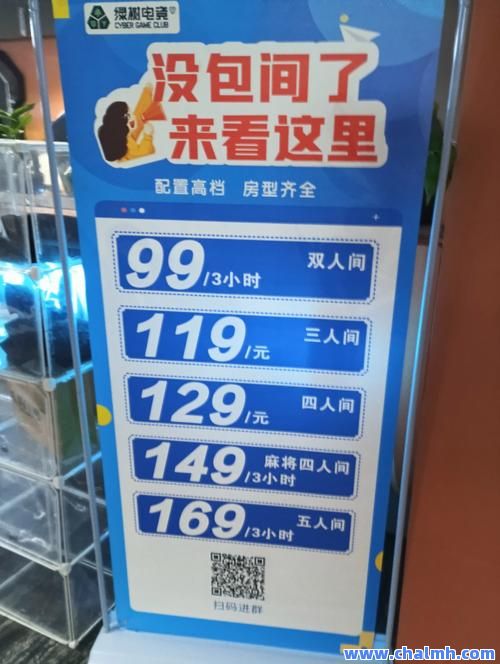 绿树电竞®
CYBER GAME CLUB
没包间了
来看这里
配置高档 房型齐全
99/3小时 双人间
119/元 三人间
129/元 四人间
149/3小时 麻将四人间
169/3小时 五人间
扫码进群
www.chalmh.com